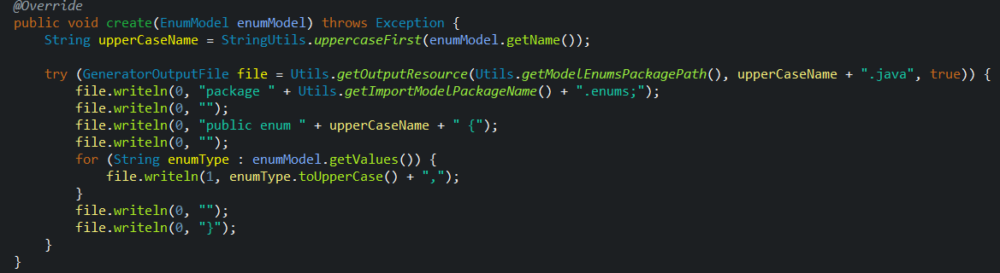 @Override
public void create(EnumModel enumModel) throws Exception {
    String upperCaseName = StringUtils.uppercaseFirst(enumModel.getName());

    try (GeneratorOutputFile file = Utils.getOutputResource(Utils.getModelEnumsPackagePath(), upperCaseName + ".java", true)) {
        file.writeln(0, "package " + Utils.getImportModelPackageName() + ".enums;");
        file.writeln(0, "");
        file.writeln(0, "public enum " + upperCaseName + " {");
        file.writeln(0, "");
        for (String enumType : enumModel.getValues()) {
            file.writeln(1, enumType.toUpperCase() + ",");
        }
        file.writeln(0, "");
        file.writeln(0, "}");
    }
}